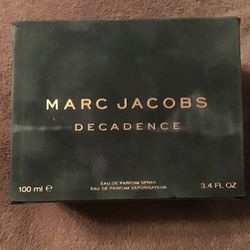 MARC JACOBS
DECADENCE
EAU DE PARFUM SPRAY
EAU DE PARFUM VAPORISATEUR
100 ml ℮
3.4 FL OZ